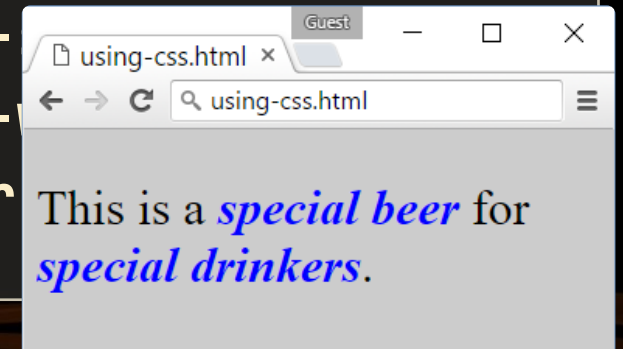 Guest
using-css.html
using-css.html
This is a special beer for
special drinkers.